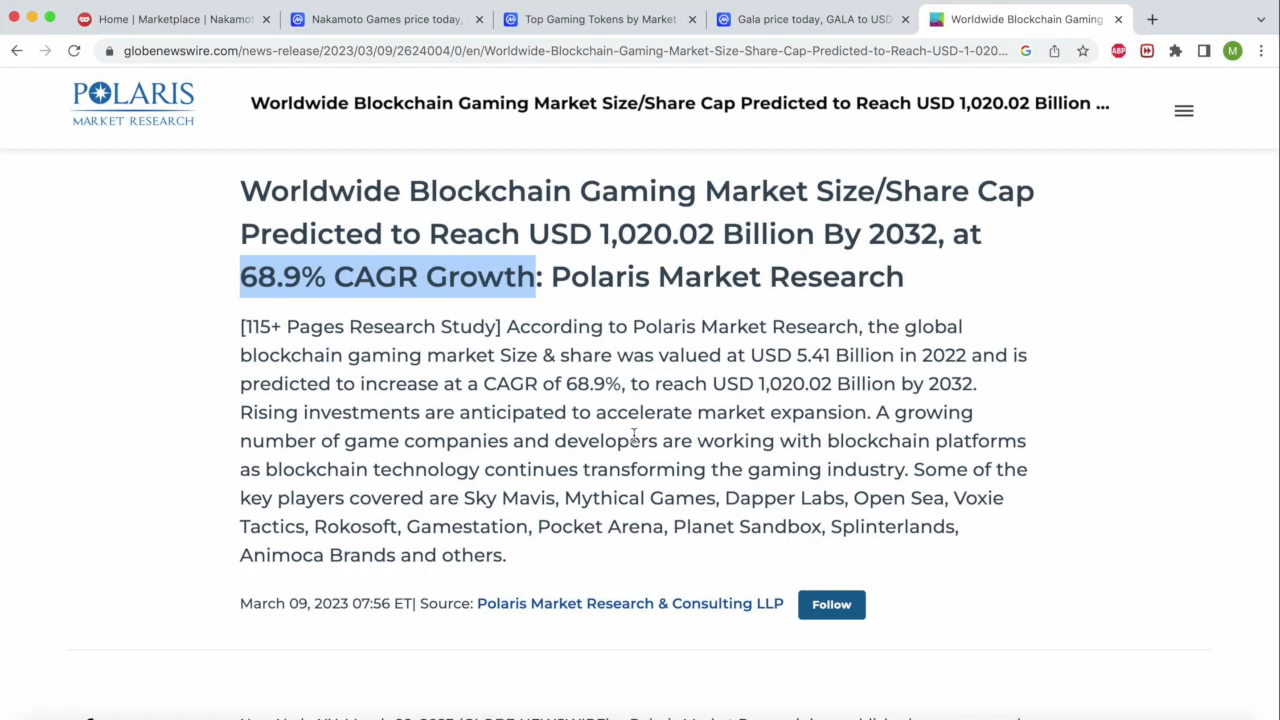 Home | Marketplace | Nakamot
Nakamoto Games price today,
Top Gaming Tokens by Market
Gala price today, GALA to USD
Worldwide Blockchain Gaming
globenewswire.com/news-release/2023/03/09/2624004/0/en/Worldwide-Blockchain-Gaming-Market-Size-Share-Cap-Predicted-to-Reach-USD-1-020...
ABP
M
POLARIS
MARKET RESEARCH
Worldwide Blockchain Gaming Market Size/Share Cap Predicted to Reach USD 1,020.02 Billion ...
Worldwide Blockchain Gaming Market Size/Share Cap
Predicted to Reach USD 1,020.02 Billion By 2032, at
68.9% CAGR Growth: Polaris Market Research
[115+ Pages Research Study] According to Polaris Market Research, the global
blockchain gaming market Size & share was valued at USD 5.41 Billion in 2022 and is
predicted to increase at a CAGR of 68.9%, to reach USD 1,020.02 Billion by 2032.
Rising investments are anticipated to accelerate market expansion. A growing
number of game companies and developers are working with blockchain platforms
as blockchain technology continues transforming the gaming industry. Some of the
key players covered are Sky Mavis, Mythical Games, Dapper Labs, Open Sea, Voxie
Tactics, Rokosoft, Gamestation, Pocket Arena, Planet Sandbox, Splinterlands,
Animoca Brands and others.
March 09, 2023 07:56 ET| Source: Polaris Market Research & Consulting LLP
Follow